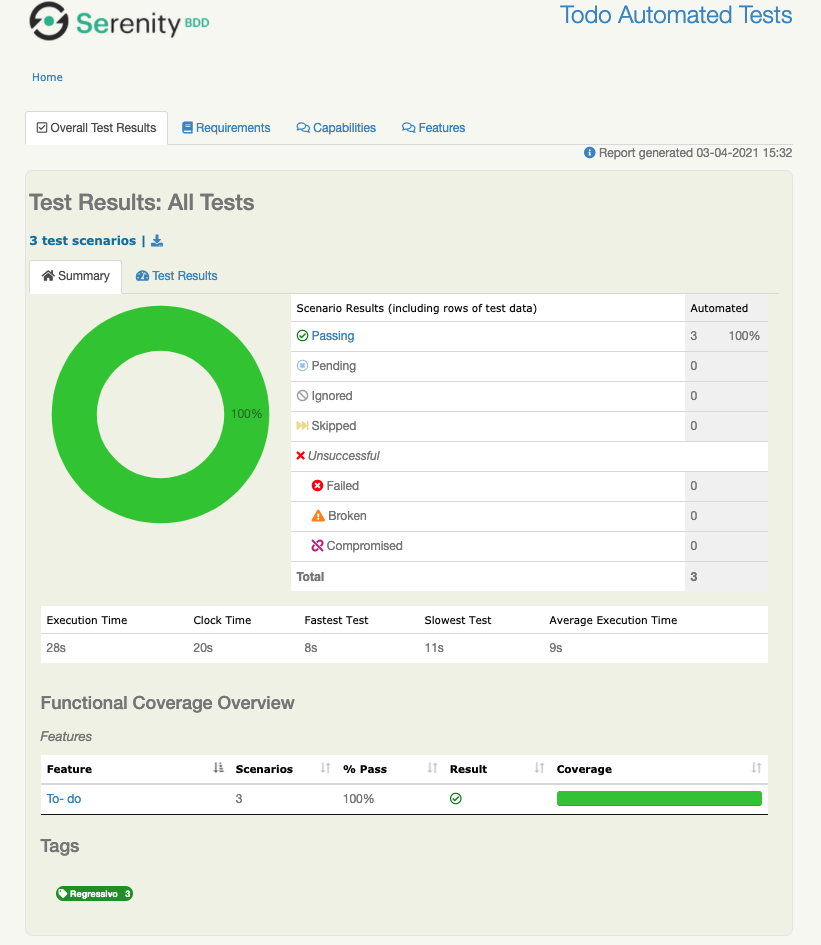 Serenity BDD
Todo Automated Tests
Home
Overall Test Results Requirements Capabilities Features
Report generated 03-04-2021 15:32
Test Results: All Tests
3 test scenarios |
Summary Test Results
100%
Scenario Results (including rows of test data) Automated
Passing 3 100%
Pending 0
Ignored 0
Skipped 0
Unsuccessful
Failed 0
Broken 0
Compromised 0
Total 3
Execution Time Clock Time Fastest Test Slowest Test Average Execution Time
28s 20s 8s 11s 9s
Functional Coverage Overview
Features
Feature Scenarios % Pass Result Coverage
To- do 3 100%
Tags
Regressivo 3